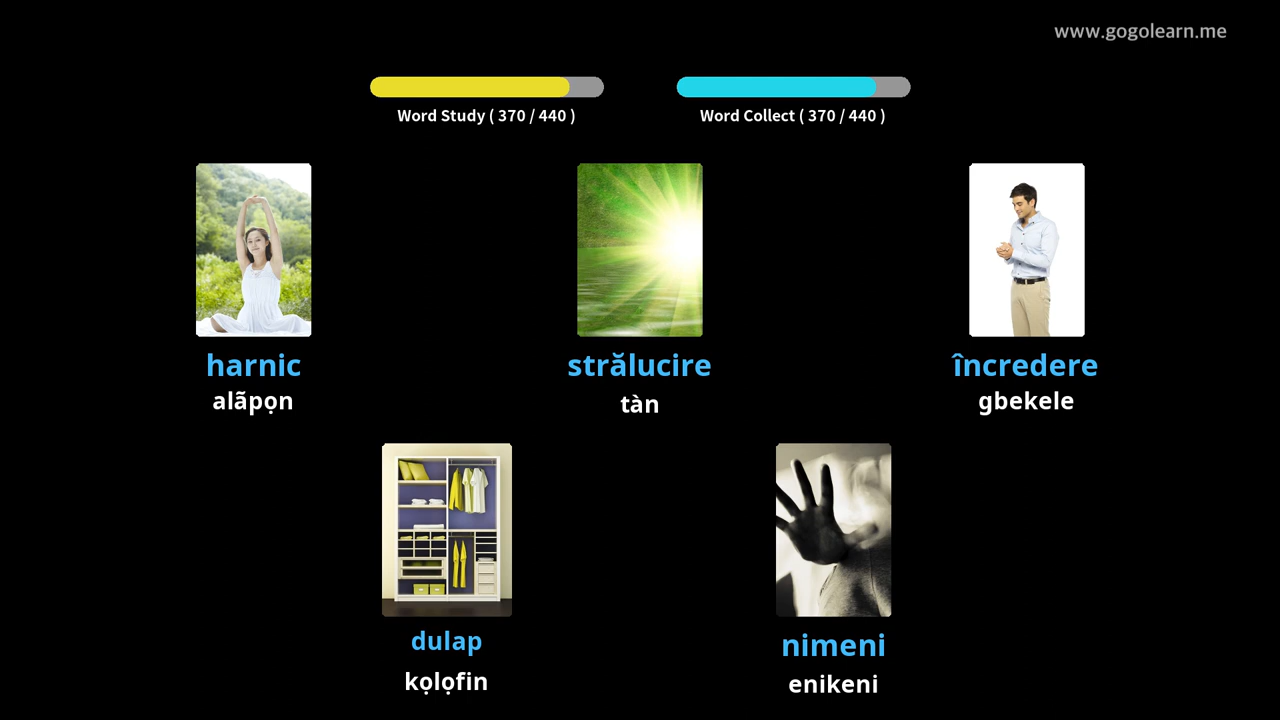 www.gogolearn.me
Word Study ( 370 / 440 )
Word Collect ( 370 / 440 )
harnic
alãpọn
strălucire
tàn
încredere
gbekele
dulap
kọlọfin
nimeni
enikeni